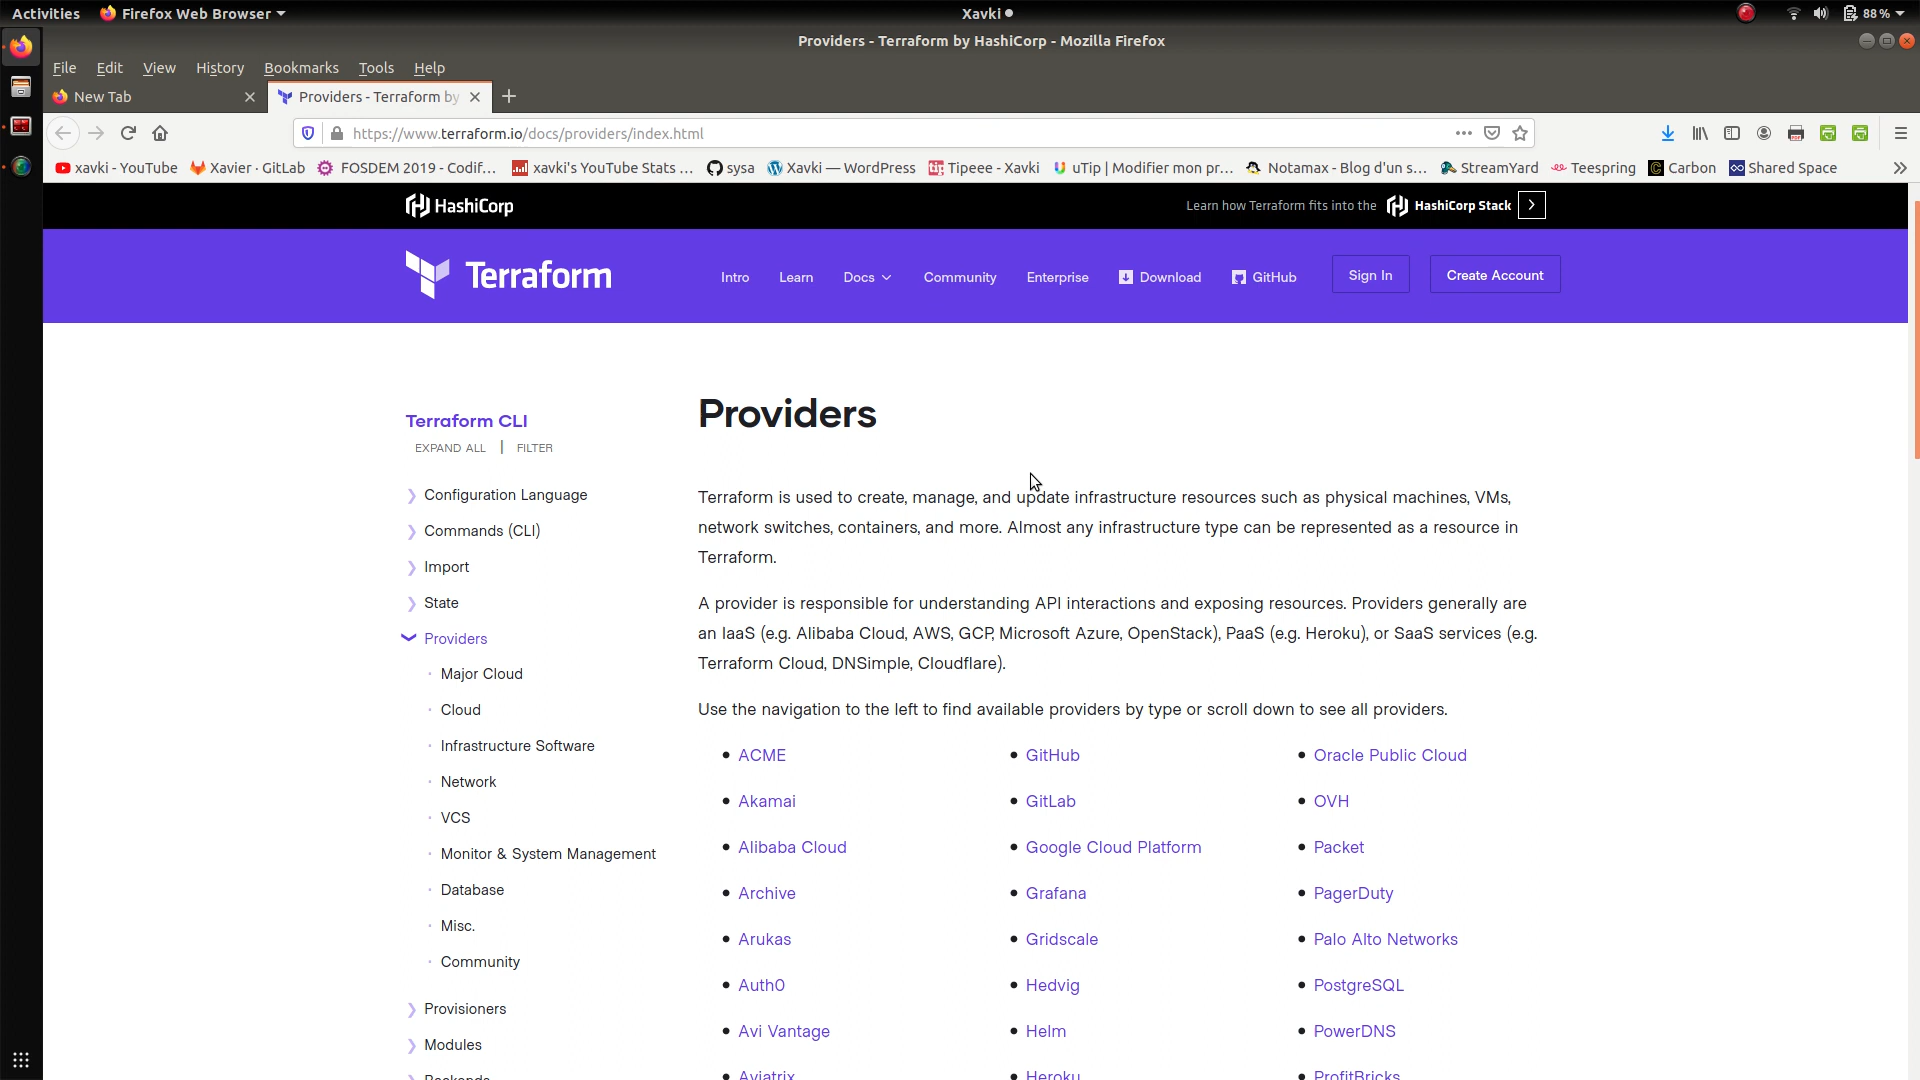 Activities
Firefox Web Browser
Xavki
88 %
Providers - Terraform by HashiCorp - Mozilla Firefox
File Edit View History Bookmarks Tools Help
New Tab
Providers - Terraform by
https://www.terraform.io/docs/providers/index.html
xavki - YouTube
Xavier · GitLab
FOSDEM 2019 - Codif…
xavki's YouTube Stats …
sysa
Xavki — WordPress
Tipeee - Xavki
uTip | Modifier mon pr…
Notamax - Blog d'un s…
StreamYard
Teespring
Carbon
Shared Space
HashiCorp
Learn how Terraform fits into the HashiCorp Stack
Terraform
Intro
Learn
Docs
Community
Enterprise
Download
GitHub
Sign In
Create Account
Terraform CLI
EXPAND ALL | FILTER
Configuration Language
Commands (CLI)
Import
State
Providers
Major Cloud
Cloud
Infrastructure Software
Network
VCS
Monitor & System Management
Database
Misc.
Community
Provisioners
Modules
Backends
Providers
Terraform is used to create, manage, and update infrastructure resources such as physical machines, VMs,
network switches, containers, and more. Almost any infrastructure type can be represented as a resource in
Terraform.
A provider is responsible for understanding API interactions and exposing resources. Providers generally are
an IaaS (e.g. Alibaba Cloud, AWS, GCP, Microsoft Azure, OpenStack), PaaS (e.g. Heroku), or SaaS services (e.g.
Terraform Cloud, DNSimple, Cloudflare).
Use the navigation to the left to find available providers by type or scroll down to see all providers.
ACME
Akamai
Alibaba Cloud
Archive
Arukas
Auth0
Avi Vantage
Aviatrix
GitHub
GitLab
Google Cloud Platform
Grafana
Gridscale
Hedvig
Helm
Heroku
Oracle Public Cloud
OVH
Packet
PagerDuty
Palo Alto Networks
PostgreSQL
PowerDNS
ProfitBricks